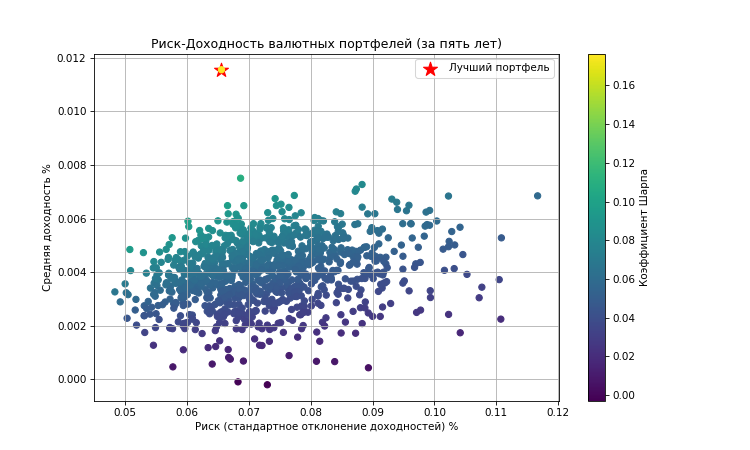 Риск-Доходность валютных портфелей (за пять лет)
Лучший портфель
0.012
0.010
0.008
0.006
0.004
0.002
0.000
Средняя доходность %
0.05 0.06 0.07 0.08 0.09 0.10 0.11 0.12
Риск (стандартное отклонение доходностей) %
0.16
0.14
0.12
0.10
0.08
0.06
0.04
0.02
0.00
Коэффициент Шарпа